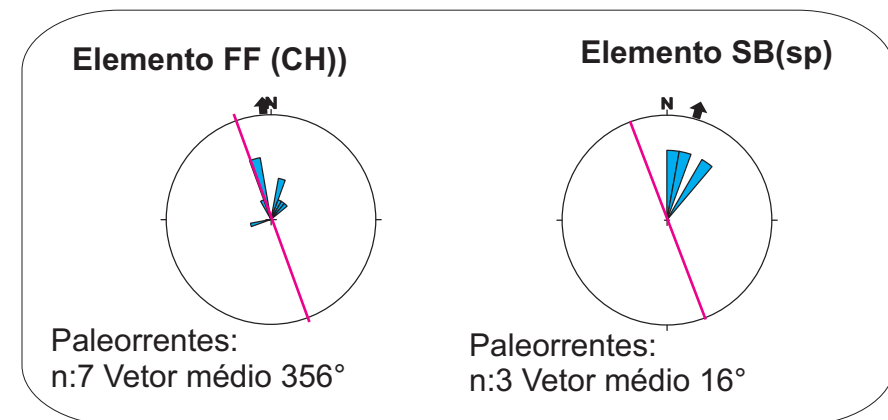 Elemento FF (CH))
N
Paleorrentes:
n:7 Vetor médio 356°
Elemento SB(sp)
N
Paleorrentes:
n:3 Vetor médio 16°